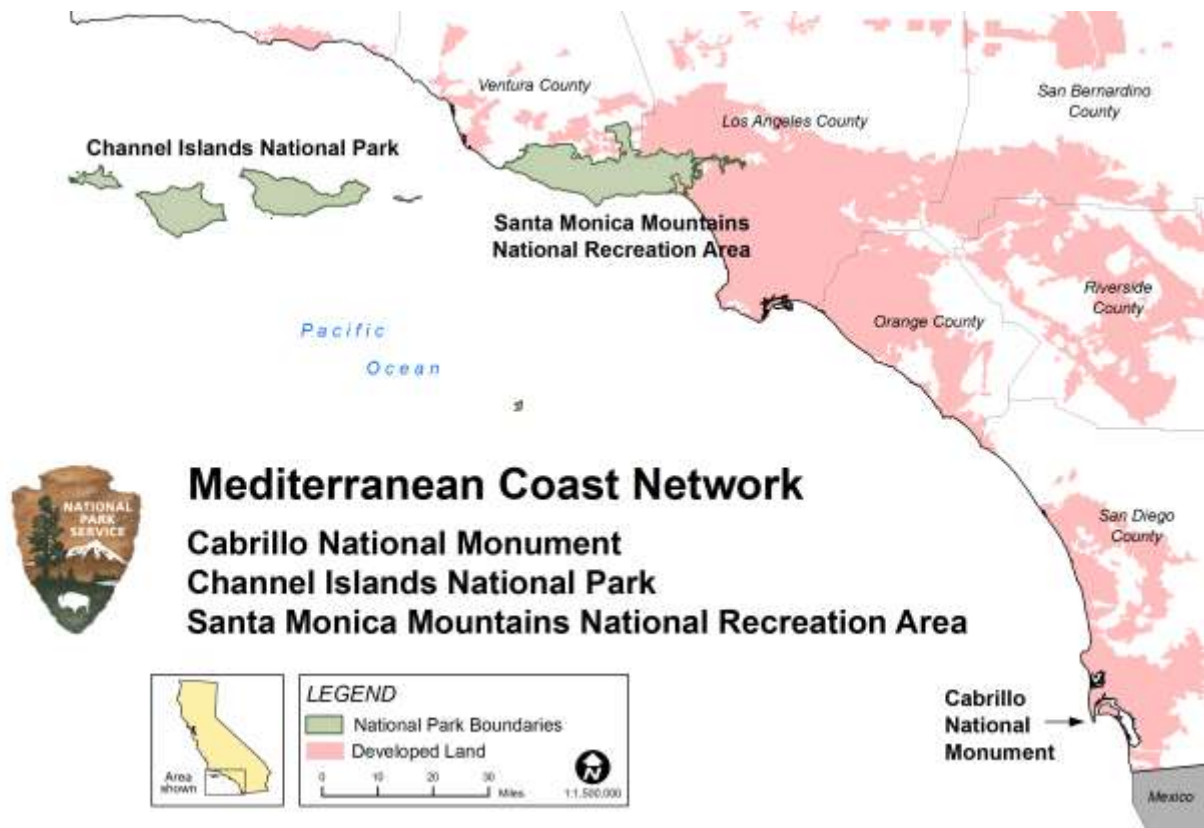 Ventura County
Los Angeles County
San Bernardino
County
Channel Islands National Park
Santa Monica Mountains
National Recreation Area
Riverside
County
Orange County
Pacific
Ocean
Mediterranean Coast Network
NATIONAL
PARK
SERVICE
Cabrillo National Monument
Channel Islands National Park
Santa Monica Mountains National Recreation Area
San Diego
County
Cabrillo
National
Monument
Area
shown
LEGEND
National Park Boundaries
Developed Land
0 10 20 30
Miles
N
1:1,500,000
Mexico